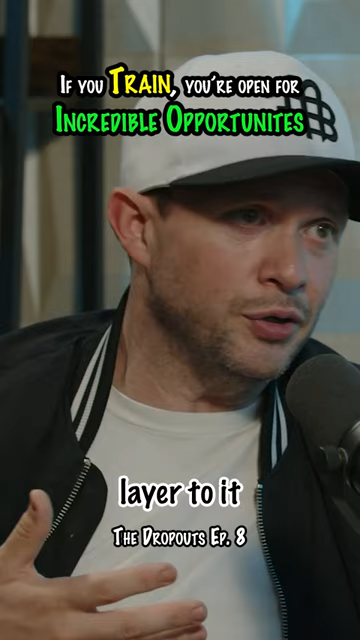 If you Train, you're open for
Incredible Opportunites
layer to it
The Dropouts Ep. 8